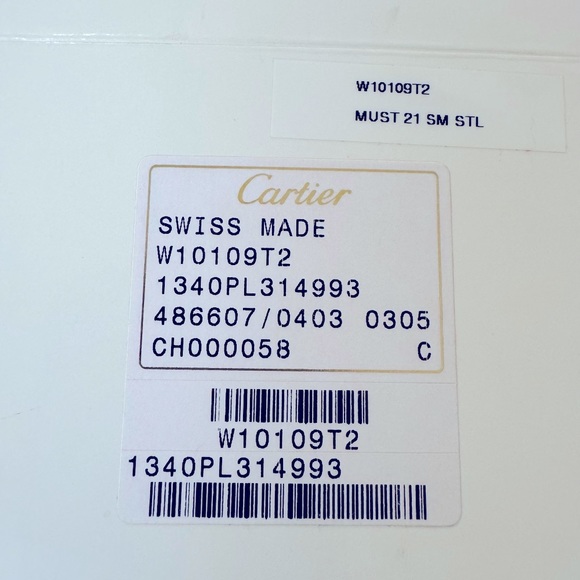 W10109T2
MUST 21 SM STL
Cartier
SWISS MADE
W10109T2
1340PL314993
486607/0403 0305
CH000058 C
W10109T2
1340PL314993